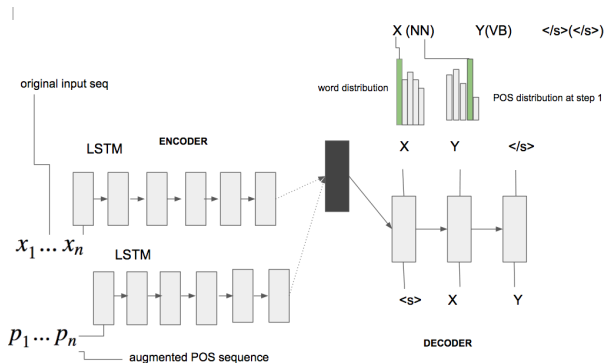 X (NN) Y(VB) </s>(</s>)
original input seq
word distribution
POS distribution at step 1
LSTM ENCODER
X Y </s>
x1... xn
LSTM
<s> X Y
p1... pn
DECODER
augmented POS sequence